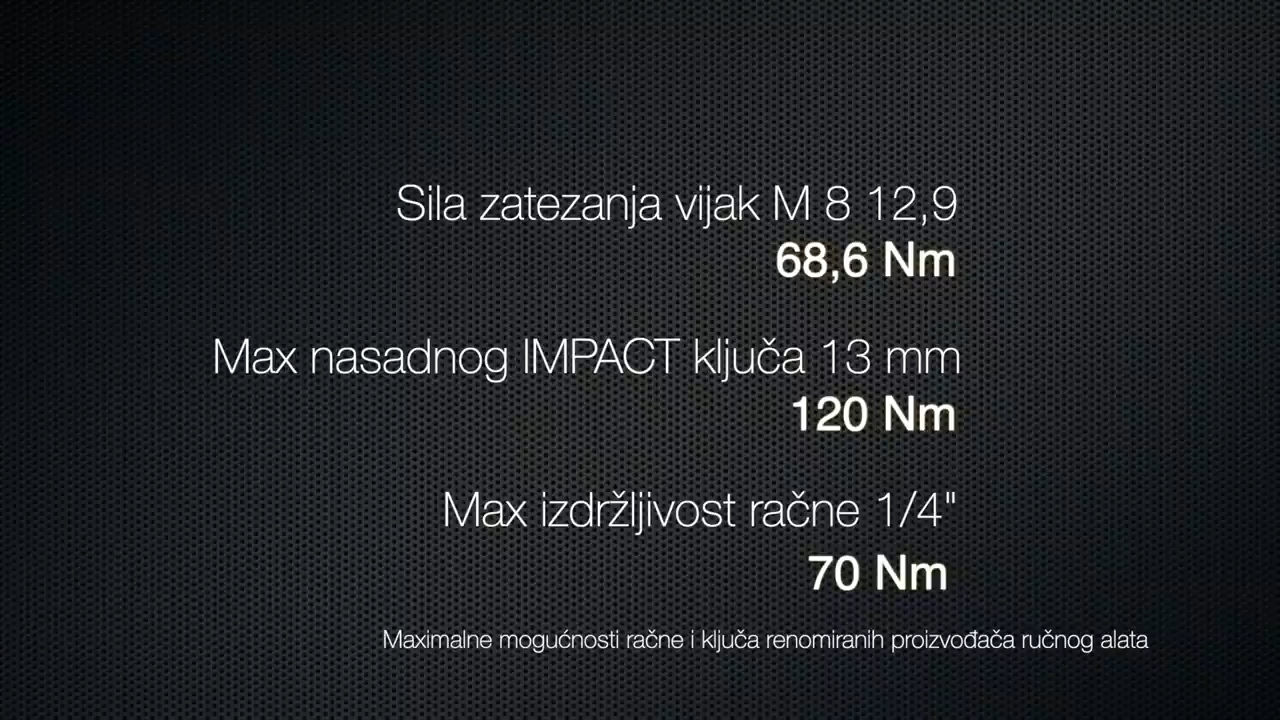 Sila zatezanja vijak M 8 12,9
68,6 Nm
Max nasadnog IMPACT ključa 13 mm
120 Nm
Max izdržljivost račne 1/4"
70 Nm
Maximalne mogućnosti račne i ključa renomiranih proizvođača ručnog alata